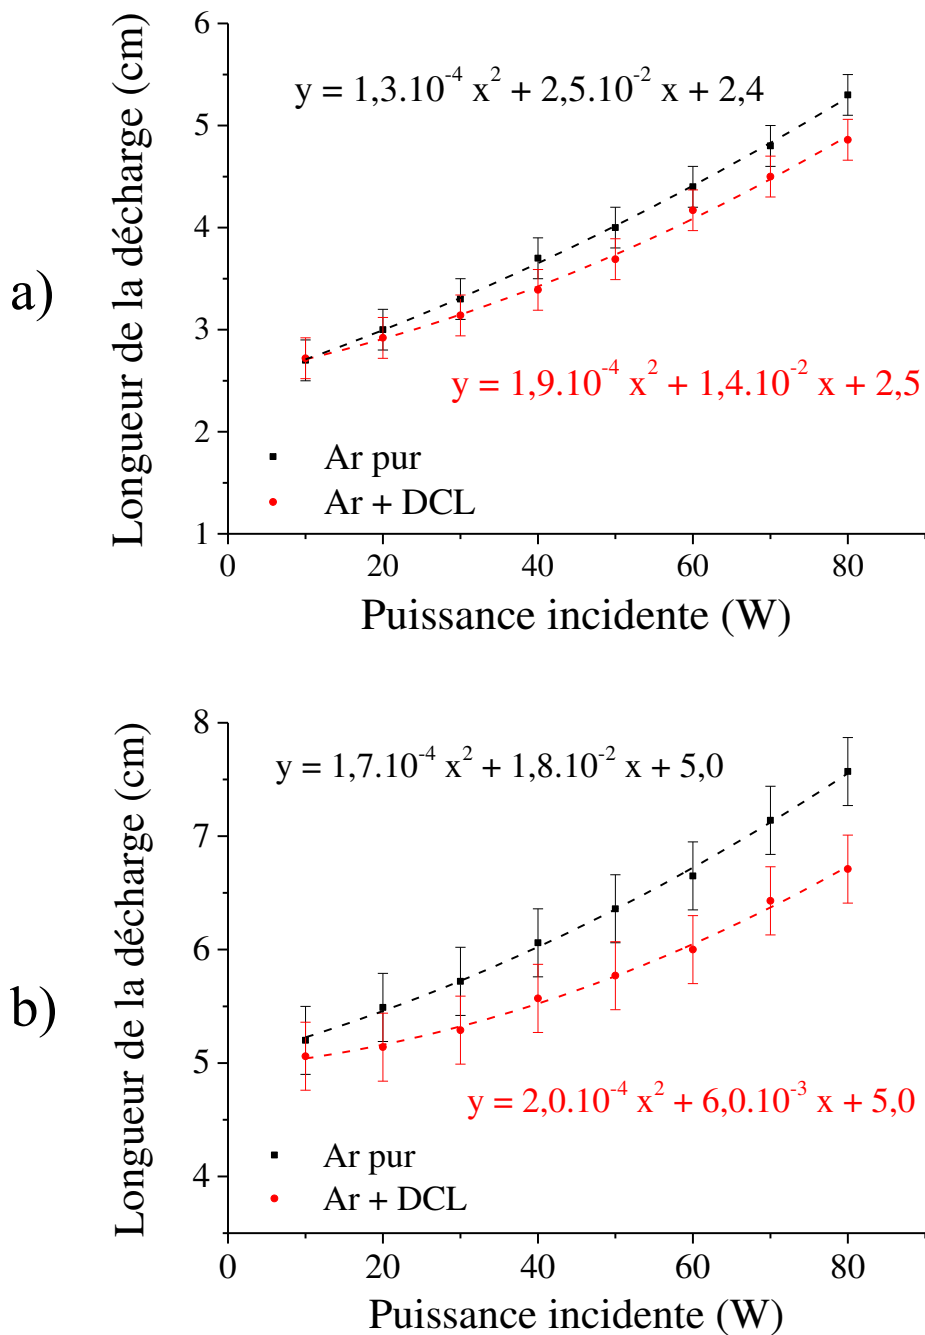 a)
Longueur de la décharge (cm)
6
5
4
3
2
1
y = 1,3.10⁻⁴ x² + 2,5.10⁻² x + 2,4
y = 1,9.10⁻⁴ x² + 1,4.10⁻² x + 2,5
Ar pur
Ar + DCL
0 20 40 60 80
Puissance incidente (W)
b)
Longueur de la décharge (cm)
8
7
6
5
4
y = 1,7.10⁻⁴ x² + 1,8.10⁻² x + 5,0
y = 2,0.10⁻⁴ x² + 6,0.10⁻³ x + 5,0
Ar pur
Ar + DCL
0 20 40 60 80
Puissance incidente (W)